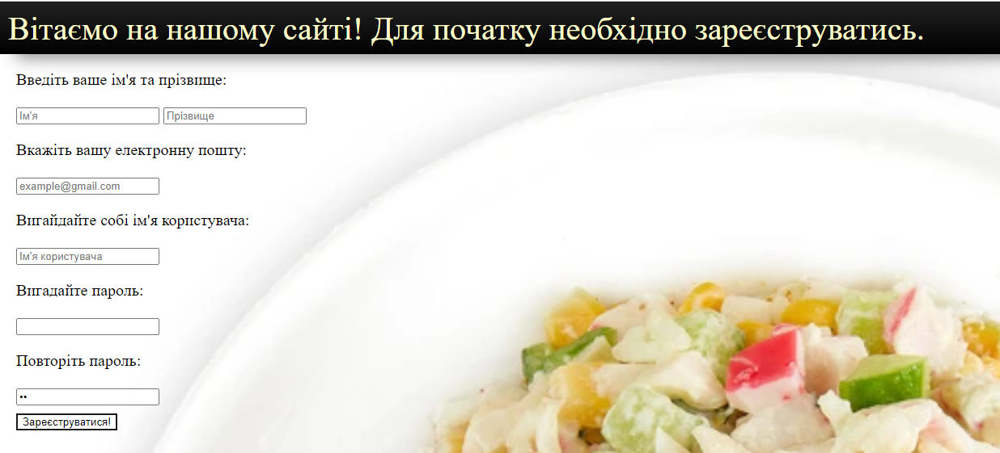 Вітаємо на нашому сайті! Для початку необхідно зареєструватись.
Введіть ваше ім'я та прізвище:
Ім'я Прізвище
Вкажіть вашу електронну пошту:
example@gmail.com
Вигайдайте собі ім'я користувача:
Ім'я користувача
Вигадайте пароль:
Повторіть пароль:
••
Зареєструватися!